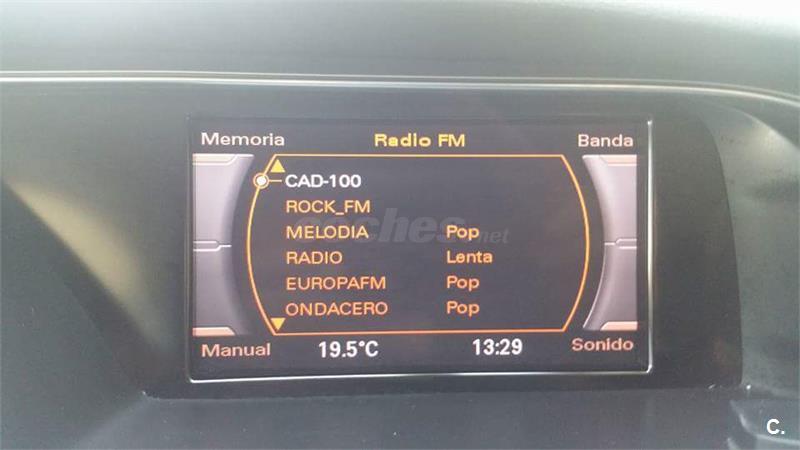 Memoria Radio FM Banda
CAD-100
ROCK_FM
coches.net
MELODIA Pop
RADIO Lenta
EUROPAFM Pop
ONDACERO Pop
Manual 19.5°C 13:29 Sonido
C.